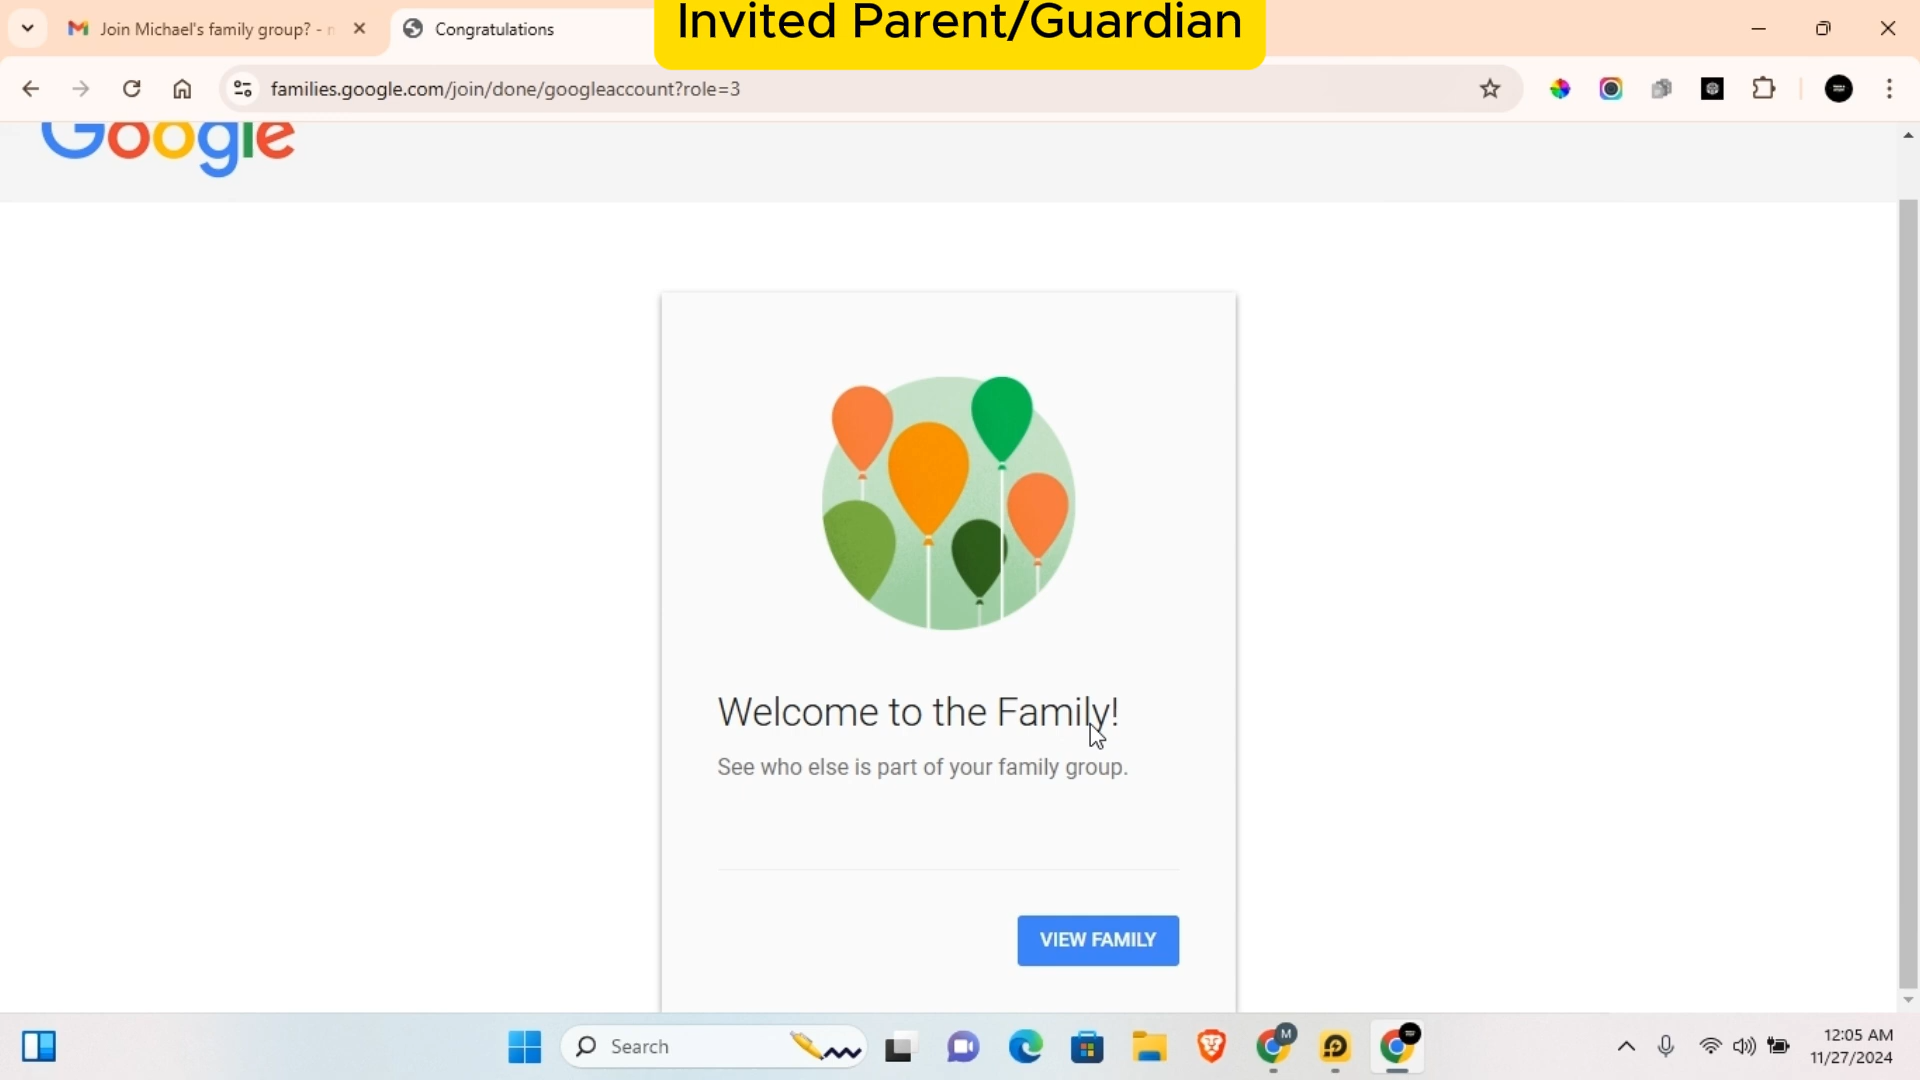 Invited Parent/Guardian
Join Michael's family group? - n
Congratulations
families.google.com/join/done/googleaccount?role=3
Google
Welcome to the Family!
See who else is part of your family group.
VIEW FAMILY
Search
M
12:05 AM
11/27/2024